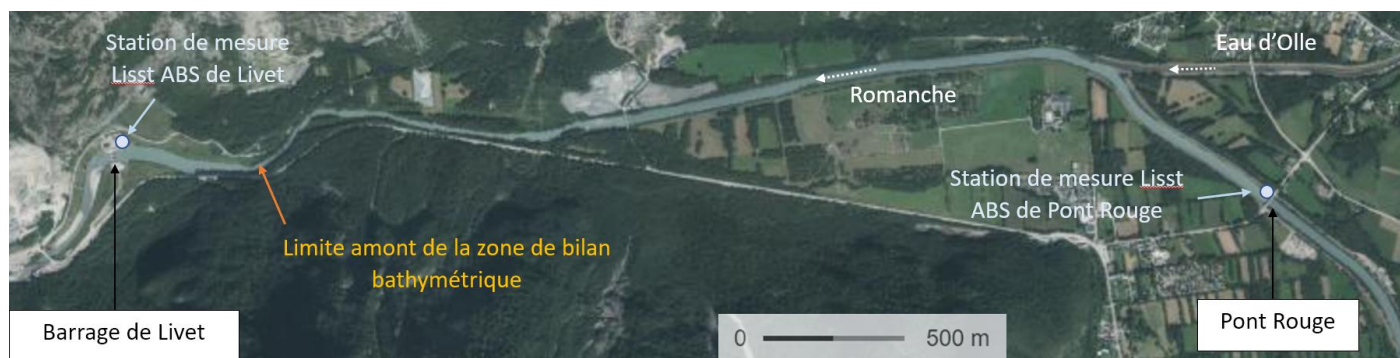 Station de mesure
Lisst ABS de Livet
Eau d’Olle
Romanche
Station de mesure Lisst
ABS de Pont Rouge
Limite amont de la zone de bilan
bathymétrique
Barrage de Livet
0 500 m
Pont Rouge